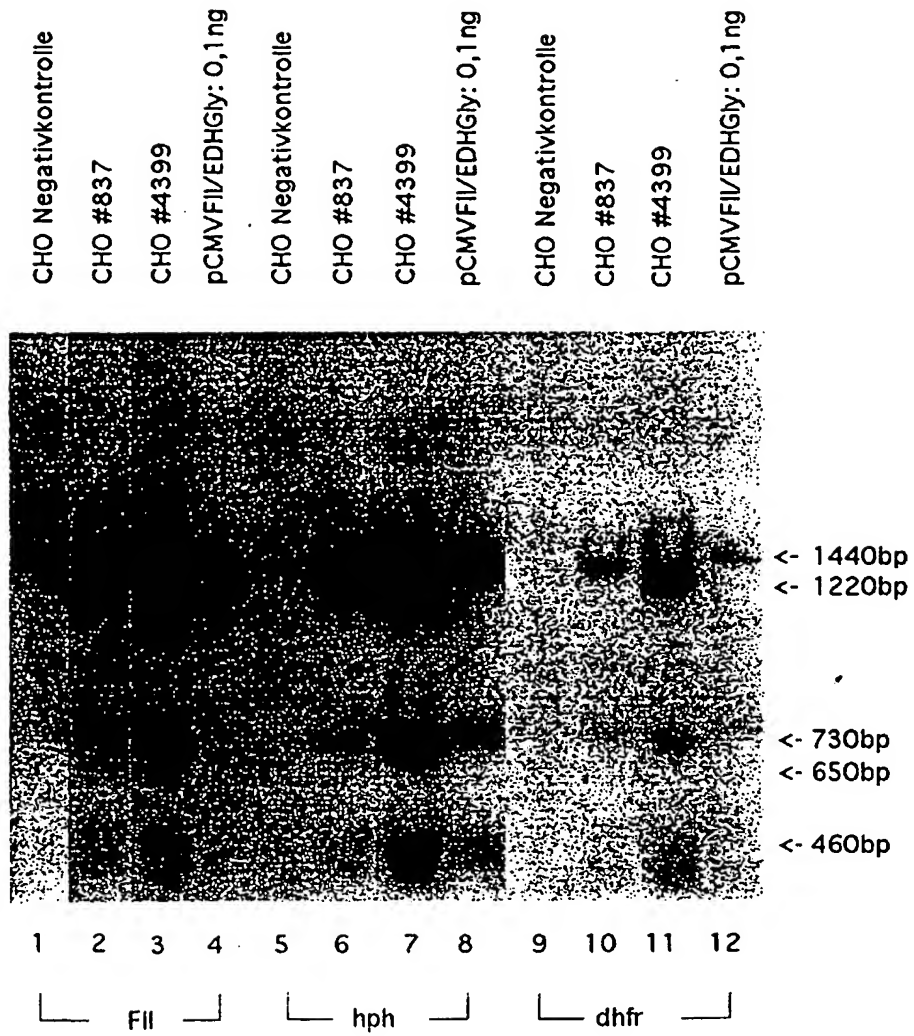 CHO Negativkontrolle
CHO #837
CHO #4399
pCMVFII/EDHGly: 0,1ng
CHO Negativkontrolle
CHO #837
CHO #4399
pCMVFII/EDHGly: 0,1ng
CHO Negativkontrolle
CHO #837
CHO #4399
pCMVFII/EDHGly: 0,1ng
<- 1440bp
<- 1220bp
<- 730bp
<- 650bp
<- 460bp
1 2 3 4 5 6 7 8 9 10 11 12
FII hph dhfr